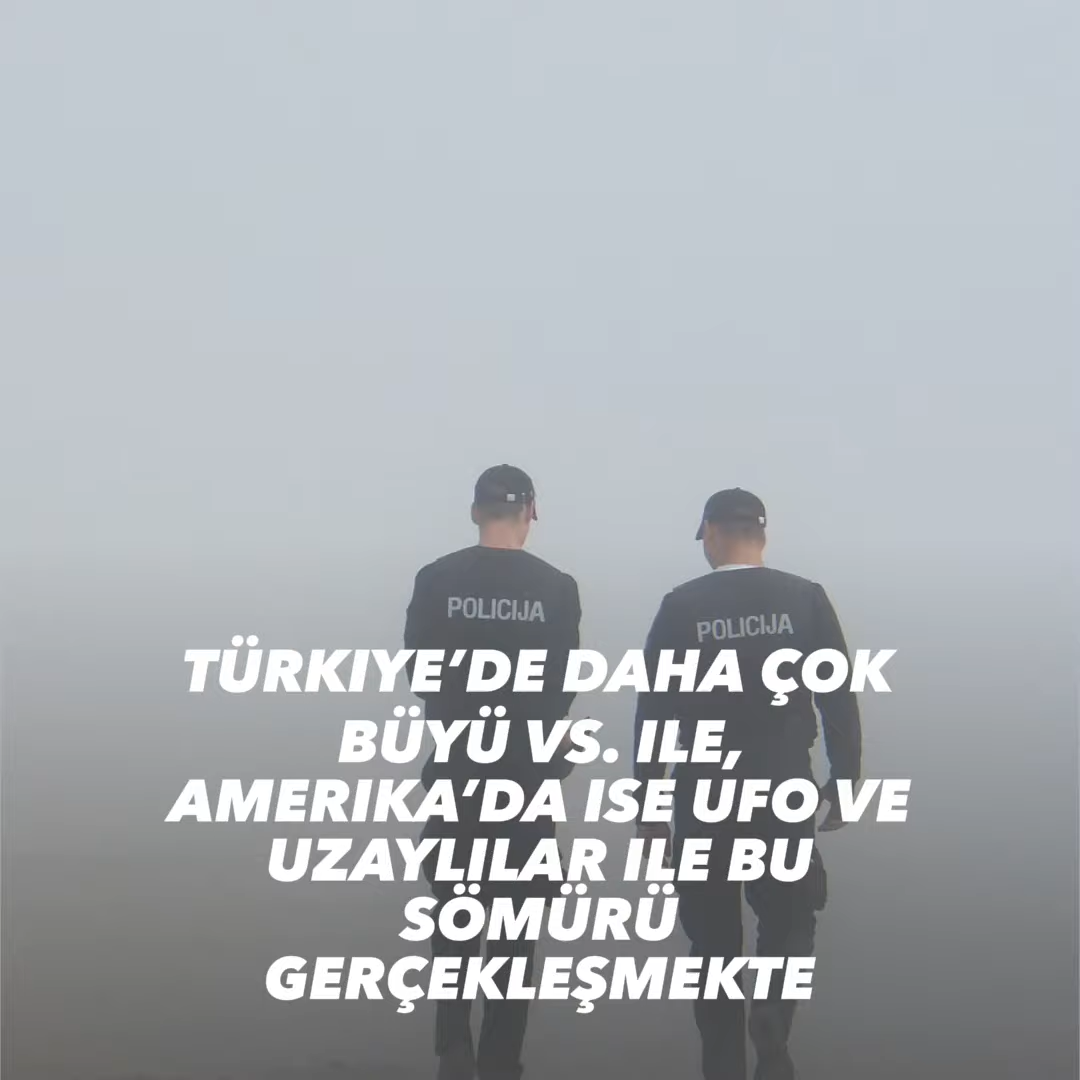 POLICIJA
POLICIJA
TÜRKIYE’DE DAHA ÇOK
BÜYÜ VS. ILE,
AMERIKA’DA ISE UFO VE
UZAYLILAR ILE BU
SÖMÜRÜ
GERÇEKLEŞMEKTE